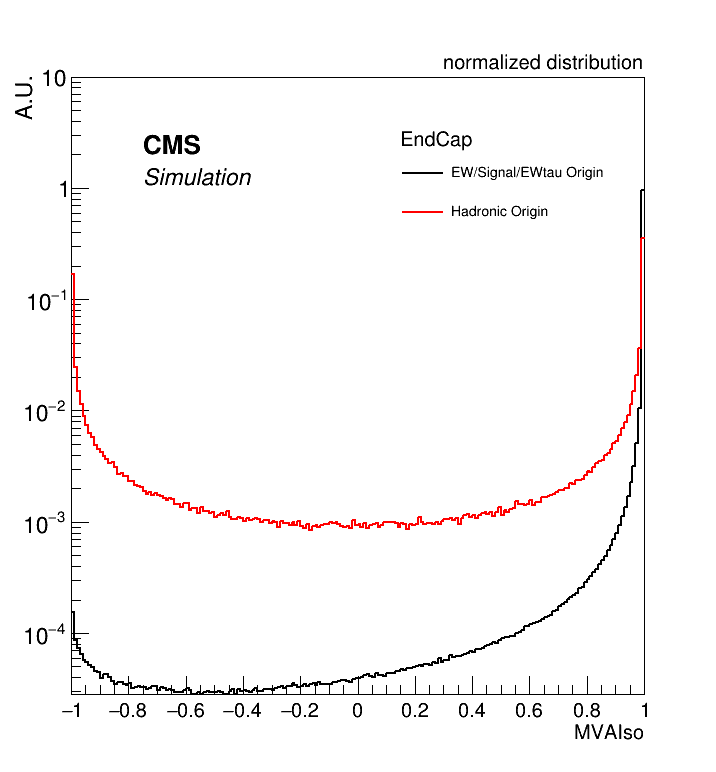 normalized distribution
A.U.
10
CMS
EndCap
Simulation
EW/Signal/EWtau Origin
1
Hadronic Origin
10−1
10−2
10−3
10−4
−1 −0.8 −0.6 −0.4 −0.2 0 0.2 0.4 0.6 0.8 1
MVAIso